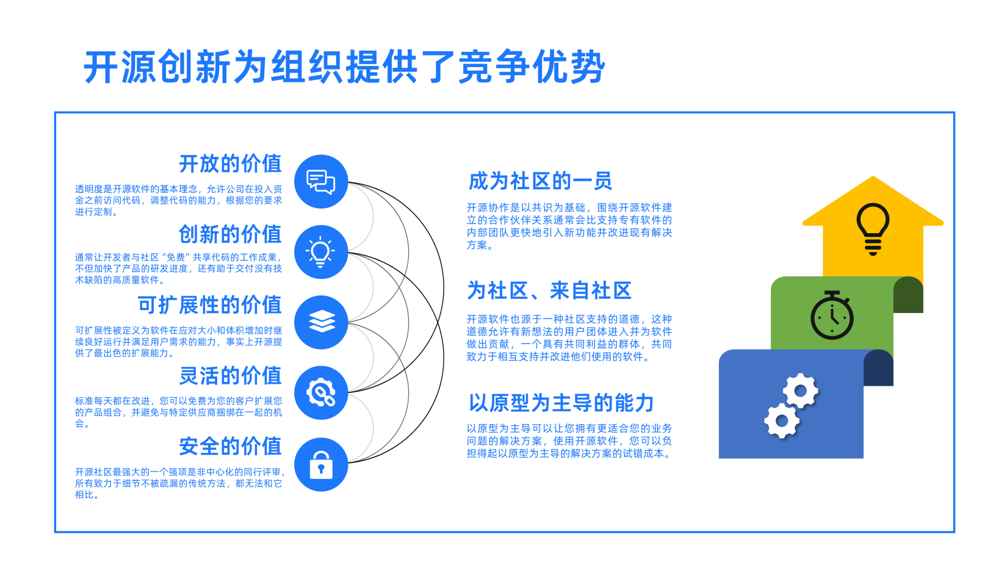 开源创新为组织提供了竞争优势
开放的价值
透明度是开源软件的基本理念，允许公司在投入资
金之前访问代码，调整代码的能力，根据您的要求
进行定制。
创新的价值
通常让开发者与社区“免费”共享代码的工作成果，
不但加快了产品的研发进度，还有助于交付没有技
术缺陷的高质量软件。
可扩展性的价值
可扩展性被定义为软件在应对大小和体积增加时继
续良好运行并满足用户需求的能力，事实上开源提
供了最出色的扩展能力。
灵活的价值
标准每天都在改进，您可以免费为您的客户扩展您
的产品组合，并避免与特定供应商捆绑在一起的机
会。
安全的价值
开源社区最强大的一个强项是非中心化的同行评审，
所有致力于细节不被疏漏的传统方法，都无法和它
相比。
成为社区的一员
开源协作是以共识为基础，围绕开源软件建
立的合作伙伴关系通常会比支持专有软件的
内部团队更快地引入新功能并改进现有解决
方案。
为社区、来自社区
开源软件也源于一种社区支持的道德，这种
道德允许有新想法的用户团体进入并为软件
做出贡献，一个具有共同利益的群体，共同
致力于相互支持并改进他们使用的软件。
以原型为主导的能力
以原型为主导可以让您拥有更适合您的业务
问题的解决方案，使用开源软件，您可以负
担得起以原型为主导的解决方案的试错成本。